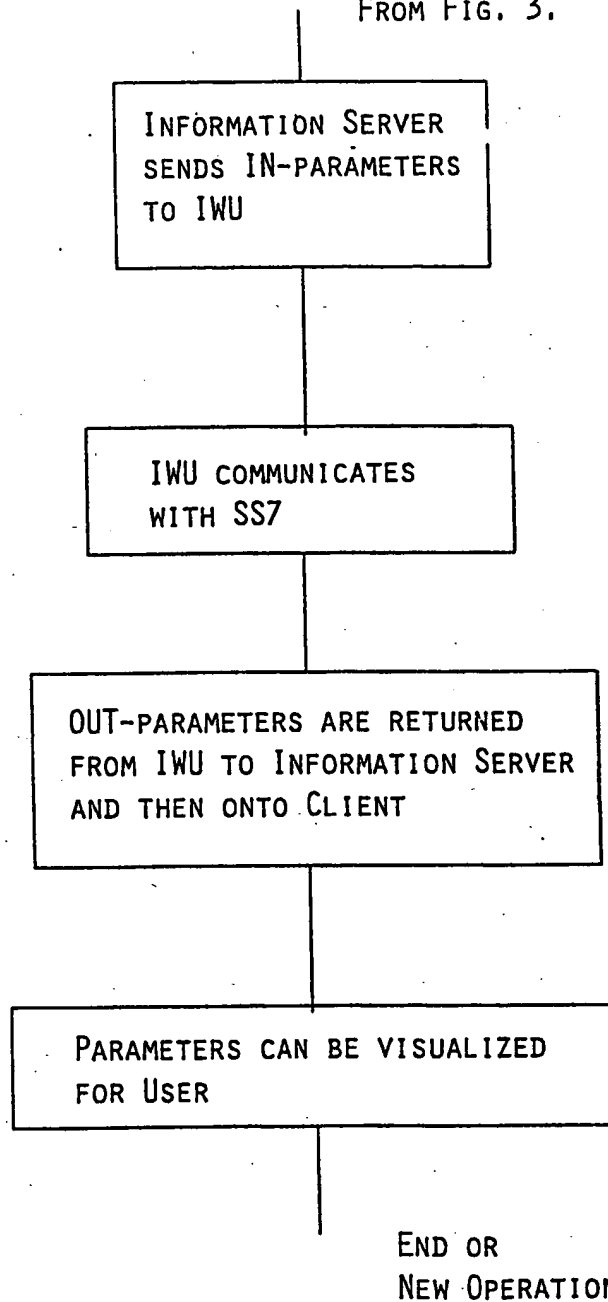 FROM FIG. 3.
INFORMATION SERVER
SENDS IN-PARAMETERS
TO IWU
IWU COMMUNICATES
WITH SS7
OUT-PARAMETERS ARE RETURNED
FROM IWU TO INFORMATION SERVER
AND THEN ONTO CLIENT
PARAMETERS CAN BE VISUALIZED
FOR USER
END OR
NEW OPERATION